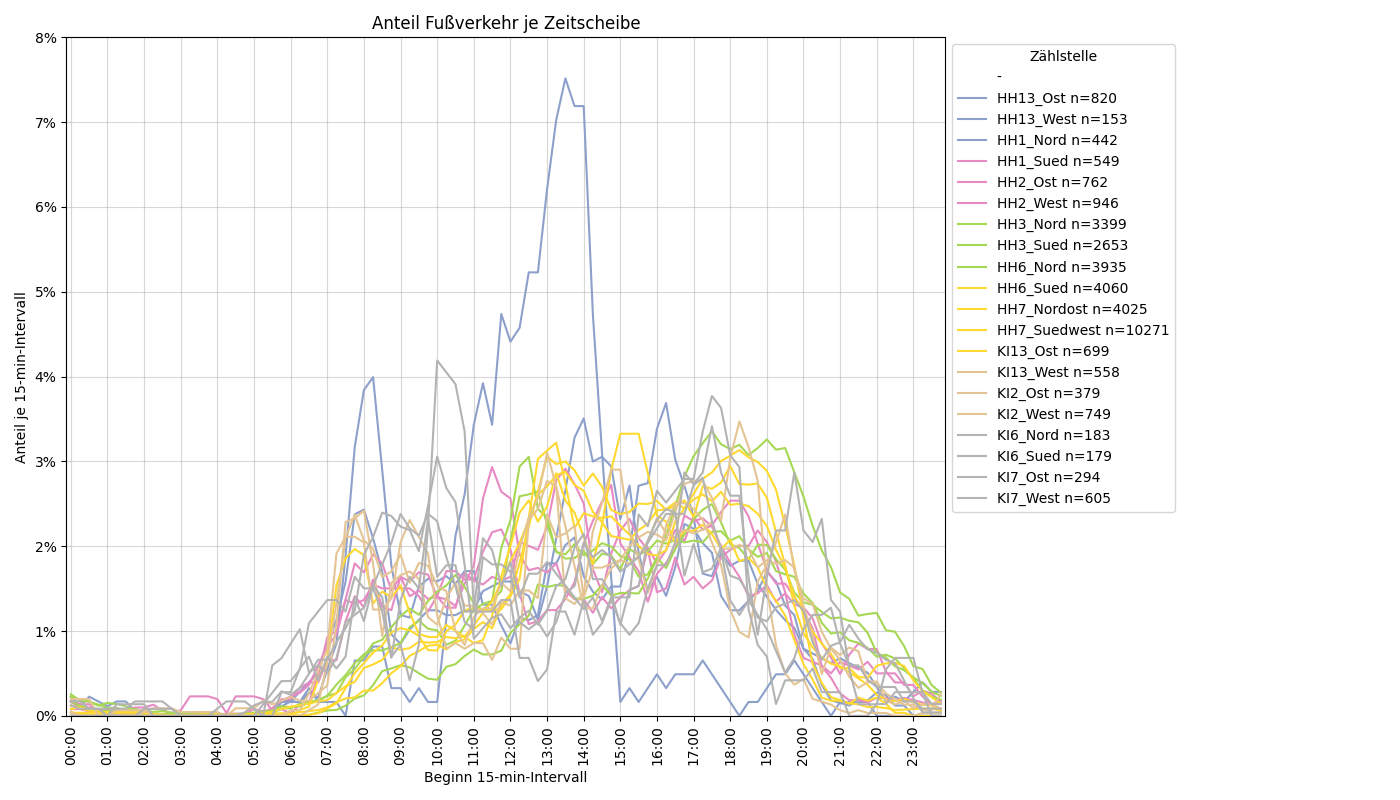 Anteil Fußverkehr je Zeitscheibe
8%
7%
6%
5%
4%
3%
2%
1%
0%
Anteil je 15-min-Intervall
00:00
01:00
02:00
03:00
04:00
05:00
06:00
07:00
08:00
09:00
10:00
11:00
12:00
13:00
14:00
15:00
16:00
17:00
18:00
19:00
20:00
21:00
22:00
23:00
Beginn 15-min-Intervall
Zählstelle
-
HH13_Ost n=820
HH13_West n=153
HH1_Nord n=442
HH1_Sued n=549
HH2_Ost n=762
HH2_West n=946
HH3_Nord n=3399
HH3_Sued n=2653
HH6_Nord n=3935
HH6_Sued n=4060
HH7_Nordost n=4025
HH7_Suedwest n=10271
KI13_Ost n=699
KI13_West n=558
KI2_Ost n=379
KI2_West n=749
KI6_Nord n=183
KI6_Sued n=179
KI7_Ost n=294
KI7_West n=605